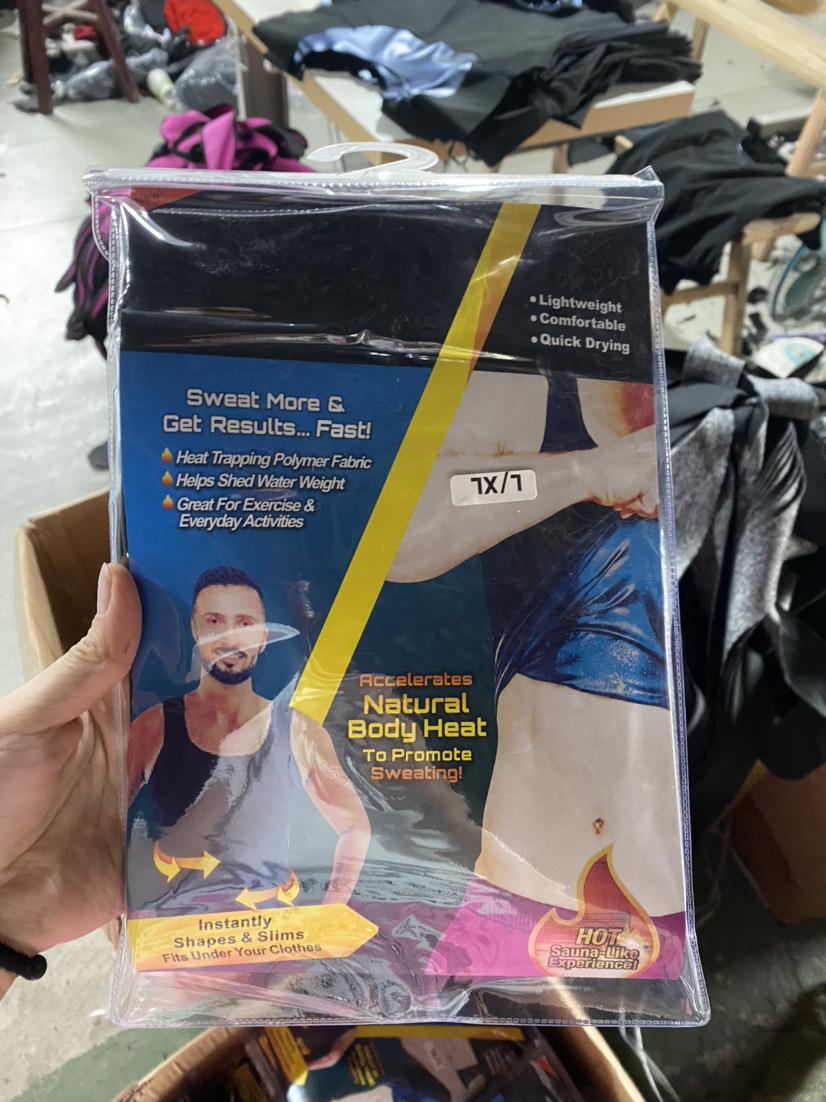 NEW!
• Lightweight
• Comfortable
• Quick Drying
Sweat More &
Get Results... Fast!
Heat Trapping Polymer Fabric
Helps Shed Water Weight
Great For Exercise &
Everyday Activities
L/XL
Accelerates
Natural
Body Heat
To Promote
Sweating!
Instantly
Shapes & Slims
Fits Under Your Clothes
HOT
Sauna-Like
Experience!